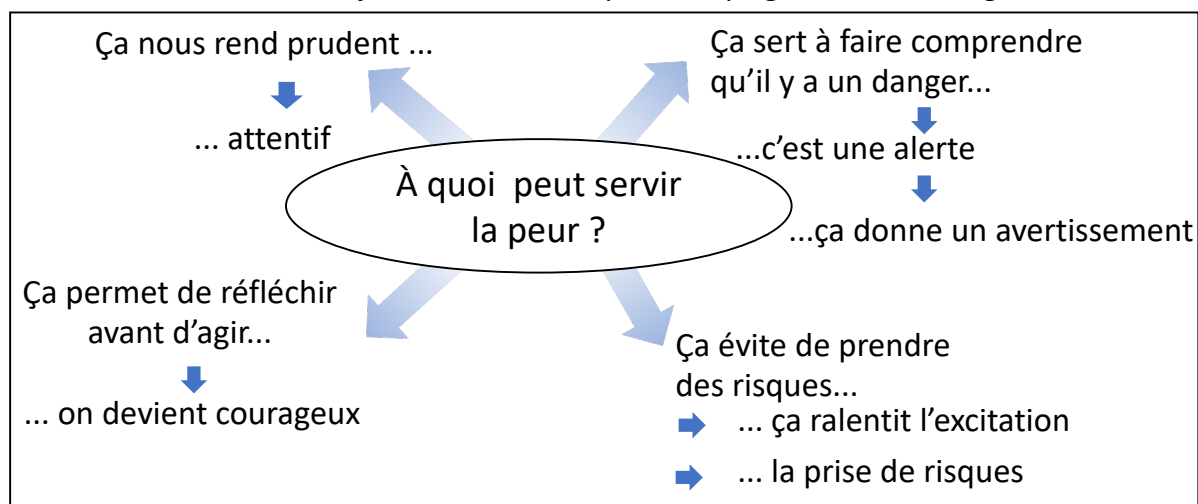 Ça nous rend prudent ...
... attentif
Ça sert à faire comprendre
qu'il y a un danger...
...c'est une alerte
...ça donne un avertissement
À quoi peut servir
la peur ?
Ça permet de réfléchir
avant d'agir...
... on devient courageux
Ça évite de prendre
des risques...
... ça ralentit l'excitation
... la prise de risques